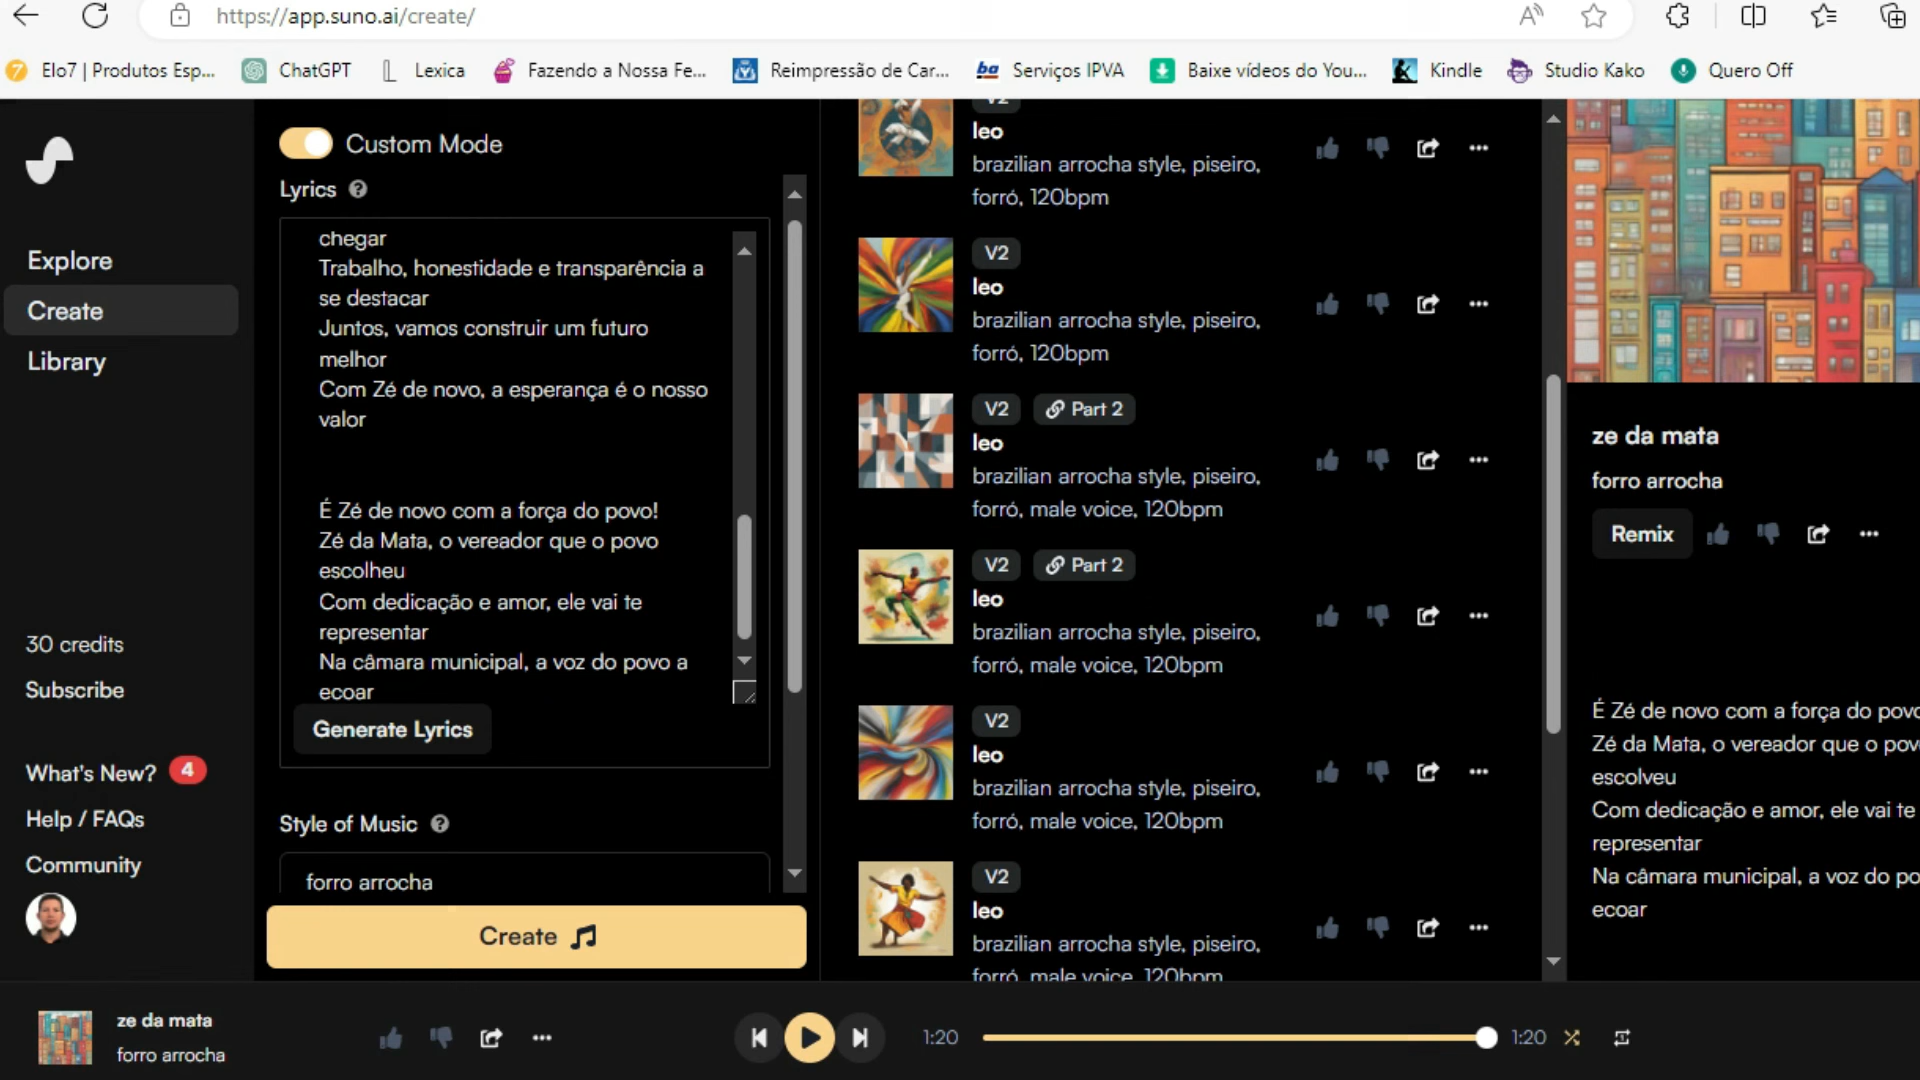 https://app.suno.ai/create/
Elo7 | Produtos Esp...
ChatGPT
Lexica
Fazendo a Nossa Fe...
Reimpressão de Car...
Serviços IPVA
Baixe vídeos do You...
Kindle
Studio Kako
Quero Off
Explore
Create
Library
30 credits
Subscribe
What's New? 4
Help / FAQs
Community
Custom Mode
Lyrics
chegar
Trabalho, honestidade e transparência a
se destacar
Juntos, vamos construir um futuro
melhor
Com Zé de novo, a esperança é o nosso
valor
É Zé de novo com a força do povo!
Zé da Mata, o vereador que o povo
escolheu
Com dedicação e amor, ele vai te
representar
Na câmara municipal, a voz do povo a
ecoar
Generate Lyrics
Style of Music
forro arrocha
Create
V2
leo
brazilian arrocha style, piseiro,
forró, 120bpm
V2
leo
brazilian arrocha style, piseiro,
forró, 120bpm
V2 Part 2
leo
brazilian arrocha style, piseiro,
forró, male voice, 120bpm
V2 Part 2
leo
brazilian arrocha style, piseiro,
forró, male voice, 120bpm
V2
leo
brazilian arrocha style, piseiro,
forró, male voice, 120bpm
V2
leo
brazilian arrocha style, piseiro,
forró, male voice, 120bpm
ze da mata
forro arrocha
Remix
É Zé de novo com a força do povo
Zé da Mata, o vereador que o pov
escolveu
Com dedicação e amor, ele vai te
representar
Na câmara municipal, a voz do po
ecoar
ze da mata
forro arrocha
1:20
1:20